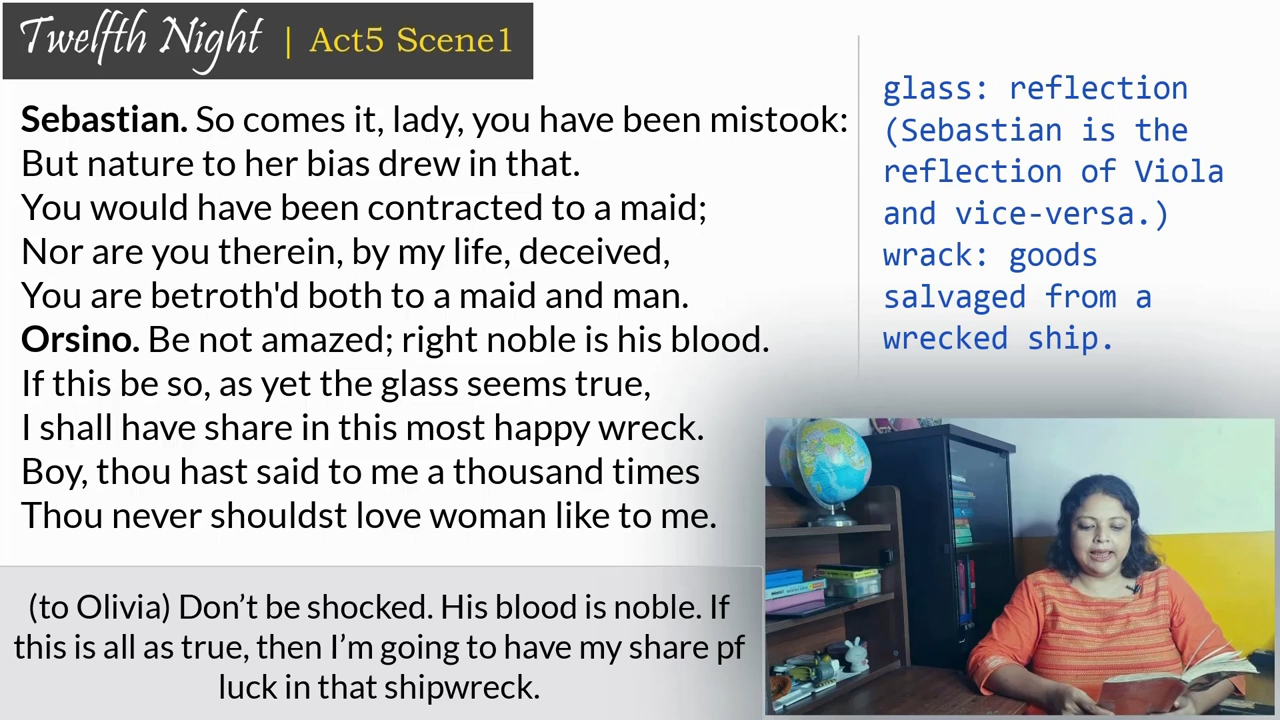 Twelfth Night | Act5 Scene1
Sebastian. So comes it, lady, you have been mistook:
But nature to her bias drew in that.
You would have been contracted to a maid;
Nor are you therein, by my life, deceived,
You are betroth'd both to a maid and man.
Orsino. Be not amazed; right noble is his blood.
If this be so, as yet the glass seems true,
I shall have share in this most happy wreck.
Boy, thou hast said to me a thousand times
Thou never shouldst love woman like to me.
glass: reflection
(Sebastian is the
reflection of Viola
and vice-versa.)
wrack: goods
salvaged from a
wrecked ship.
(to Olivia) Don’t be shocked. His blood is noble. If
this is all as true, then I’m going to have my share pf
luck in that shipwreck.